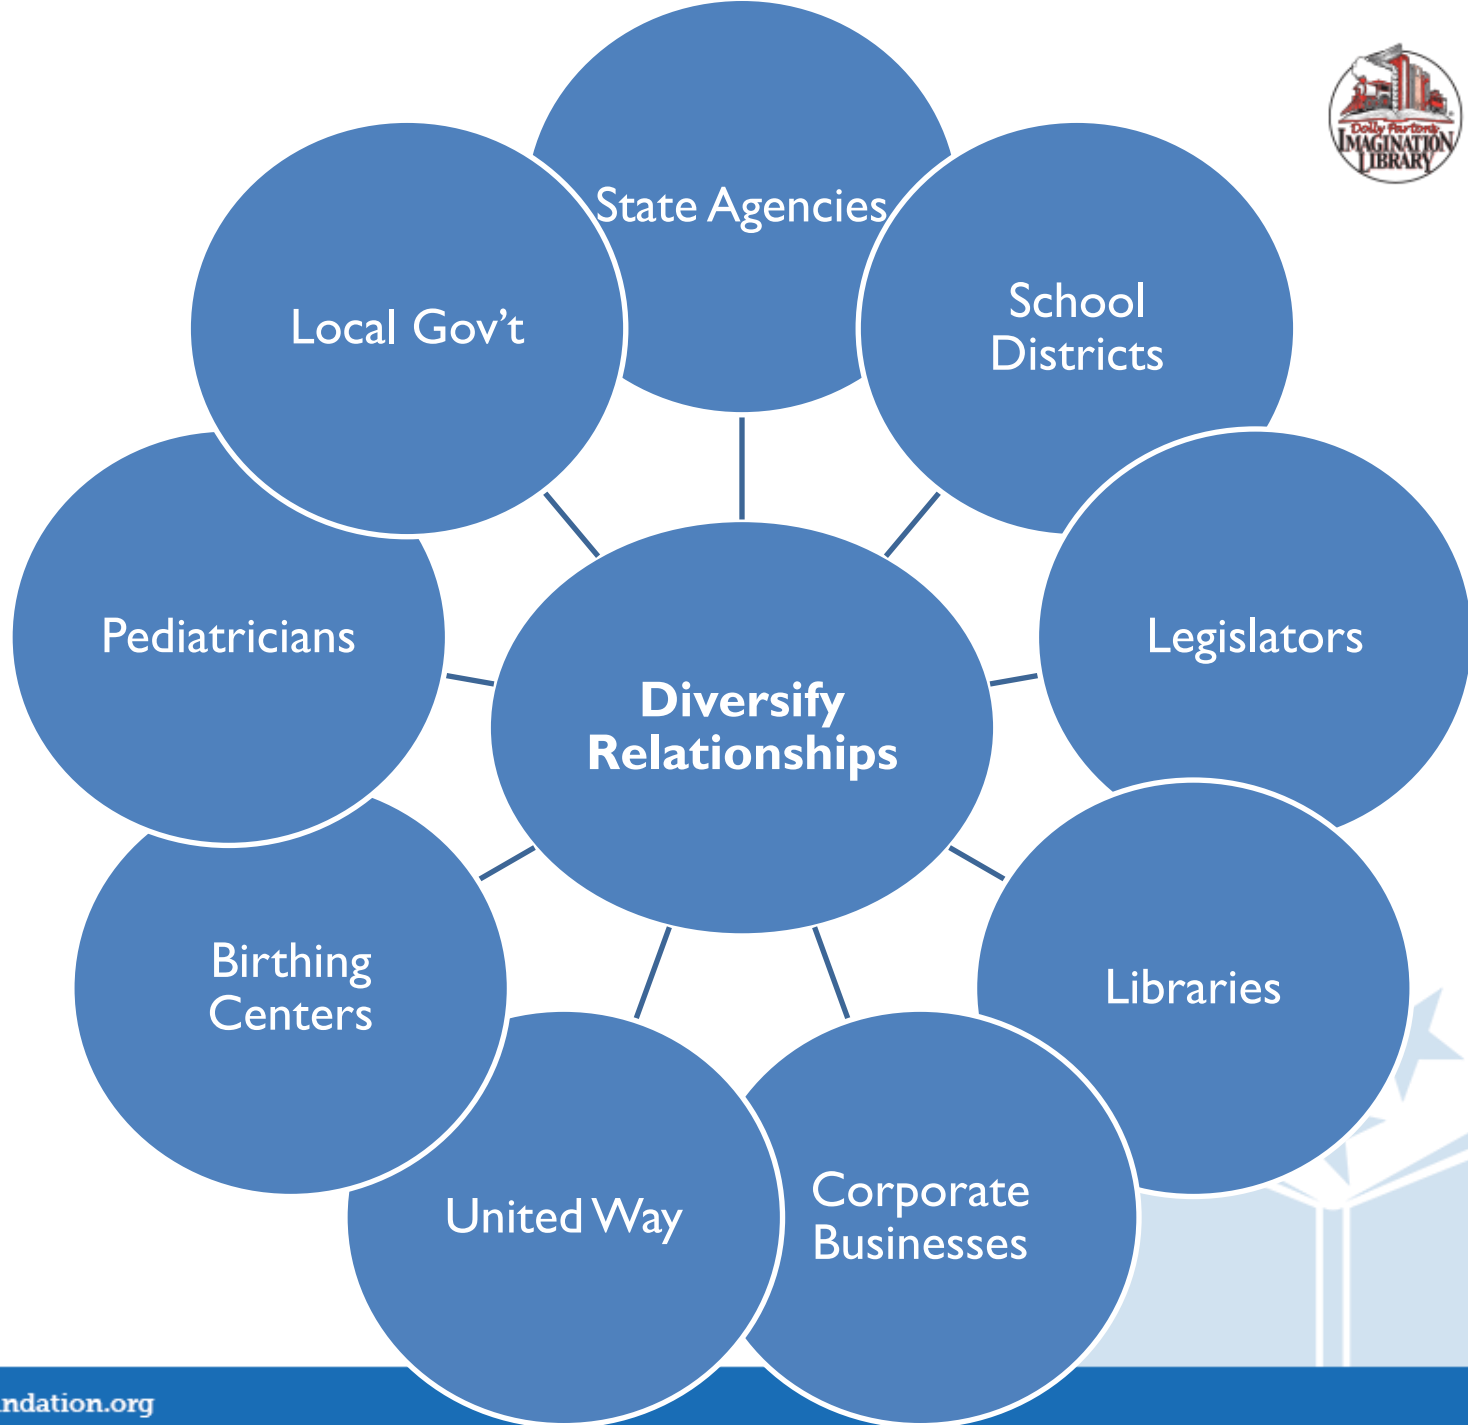 State Agencies
Dolly Parton's
IMAGINATION
LIBRARY
School
Districts
Local Gov't
Legislators
Pediatricians
Diversify
Relationships
Libraries
Birthing
Centers
Corporate
Businesses
United Way
ndation.org